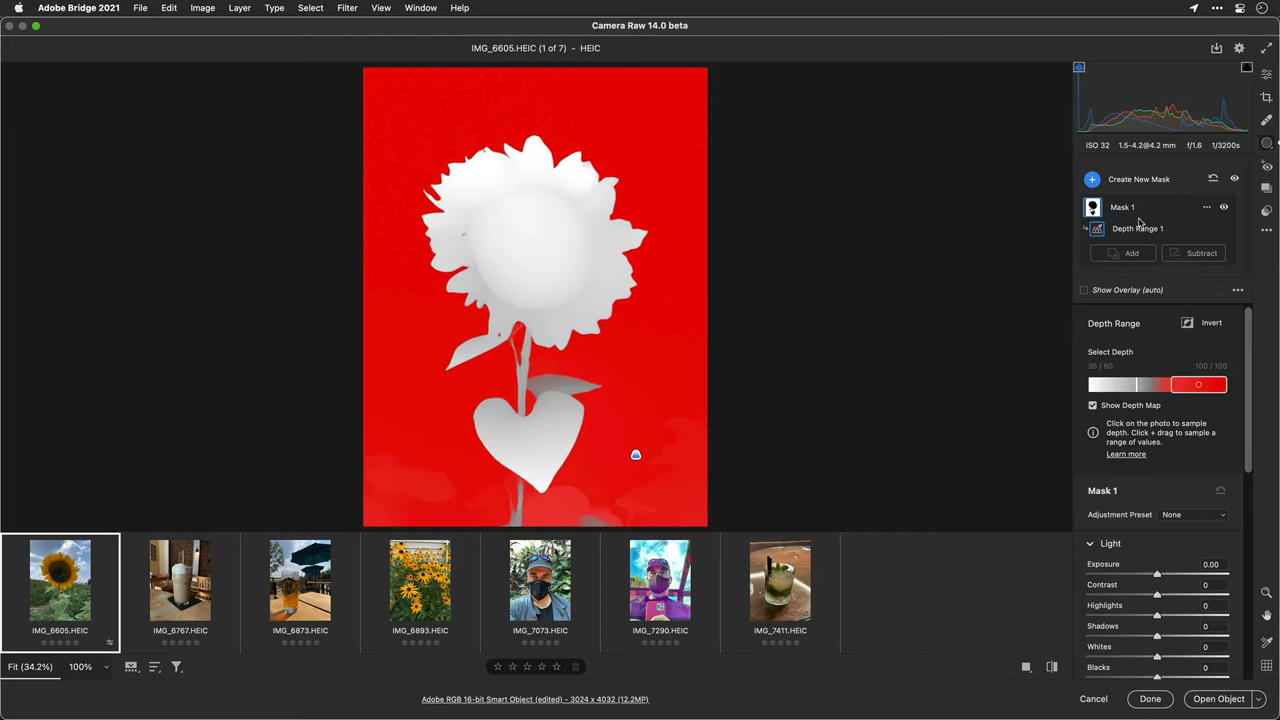 Adobe Bridge 2021 File Edit Image Layer Type Select Filter View Window Help
Camera Raw 14.0 beta
IMG_6605.HEIC (1 of 7) - HEIC
ISO 32 1.5-4.2@4.2 mm f/1.6 1/3200s
Create New Mask
Mask 1
Depth Range 1
Add Subtract
Show Overlay (auto)
Depth Range Invert
Select Depth
35 / 60 100 / 100
Show Depth Map
Click on the photo to sample
depth. Click + drag to sample a
range of values.
Learn more
Mask 1
Adjustment Preset None
Light
Exposure 0.00
Contrast 0
Highlights 0
Shadows 0
Whites 0
Blacks 0
IMG_6605.HEIC IMG_6767.HEIC IMG_6873.HEIC IMG_6893.HEIC IMG_7073.HEIC IMG_7290.HEIC IMG_7411.HEIC
Fit (34.2%) 100%
Adobe RGB 16-bit Smart Object (edited) - 3024 x 4032 (12.2MP)
Cancel Done Open Object